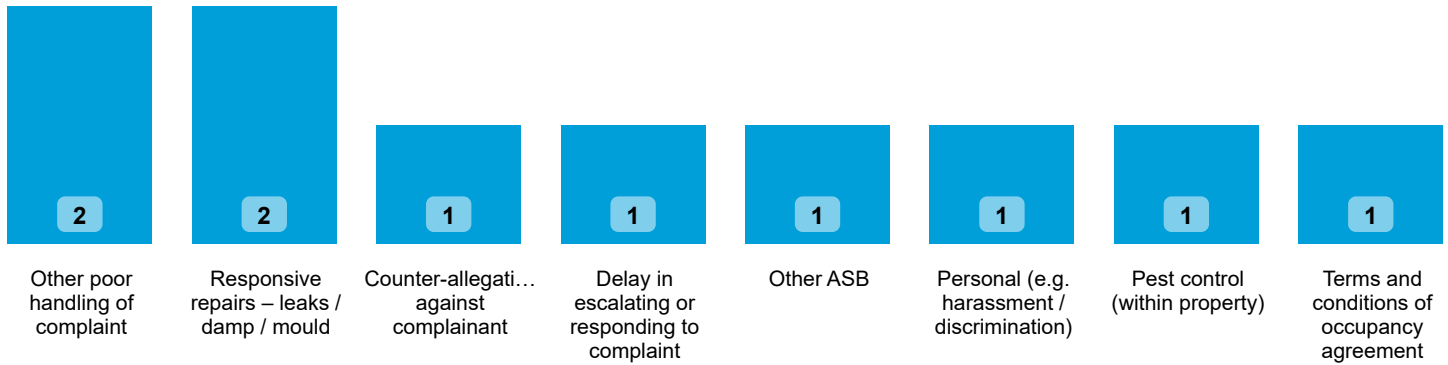 2
2
1
1
1
1
1
1
Other poor
handling of
complaint
Responsive
repairs – leaks /
damp / mould
Counter-allegati…
against
complainant
Delay in
escalating or
responding to
complaint
Other ASB
Personal (e.g.
harassment /
discrimination)
Pest control
(within property)
Terms and
conditions of
occupancy
agreement